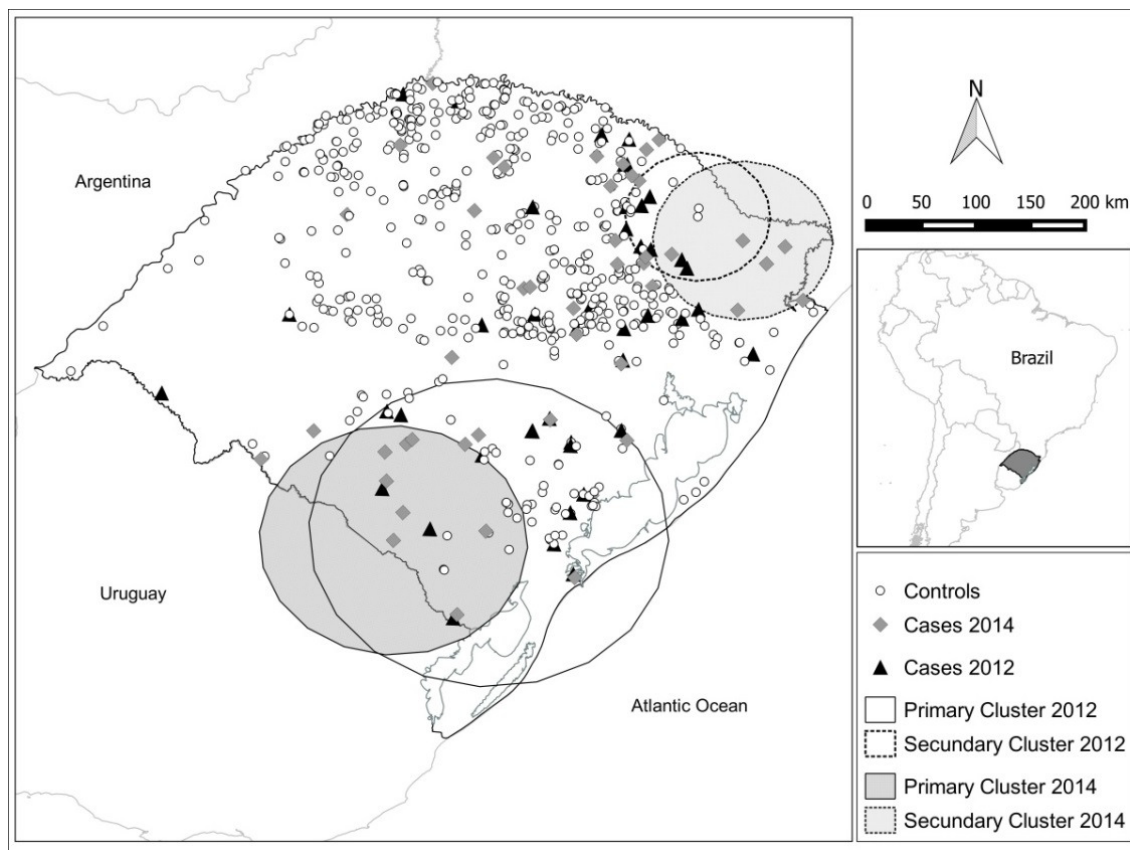 Argentina
Uruguay
Atlantic Ocean
N
0 50 100 150 200 km
Brazil
Controls
Cases 2014
Cases 2012
Primary Cluster 2012
Secundary Cluster 2012
Primary Cluster 2014
Secundary Cluster 2014